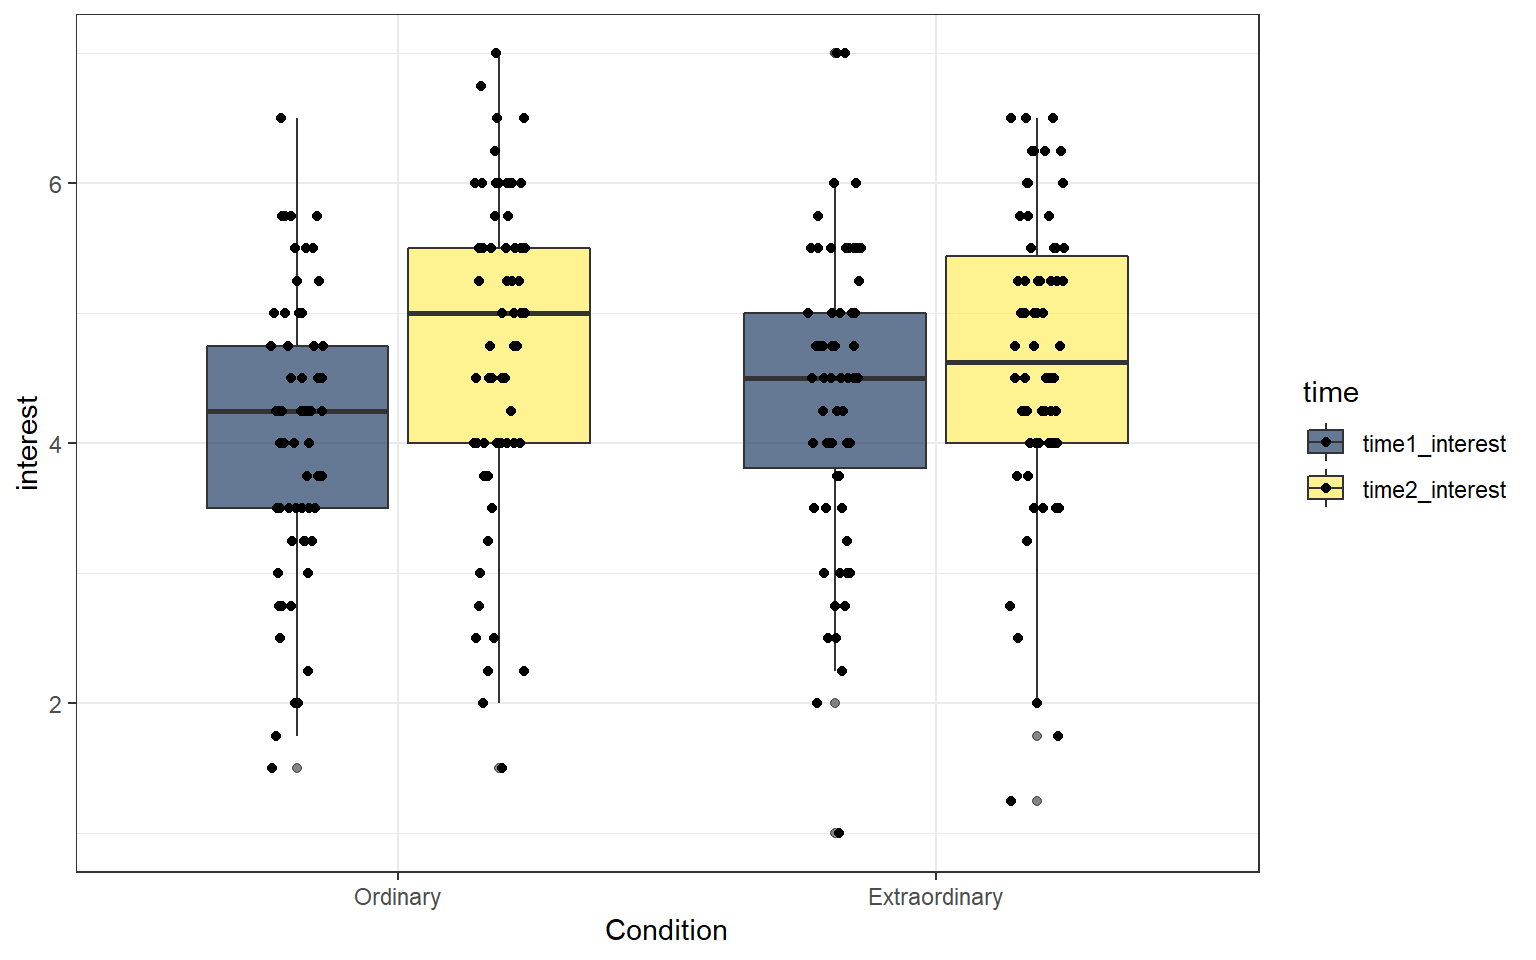 interest
6
4
2
Ordinary
Extraordinary
Condition
time
time1_interest
time2_interest